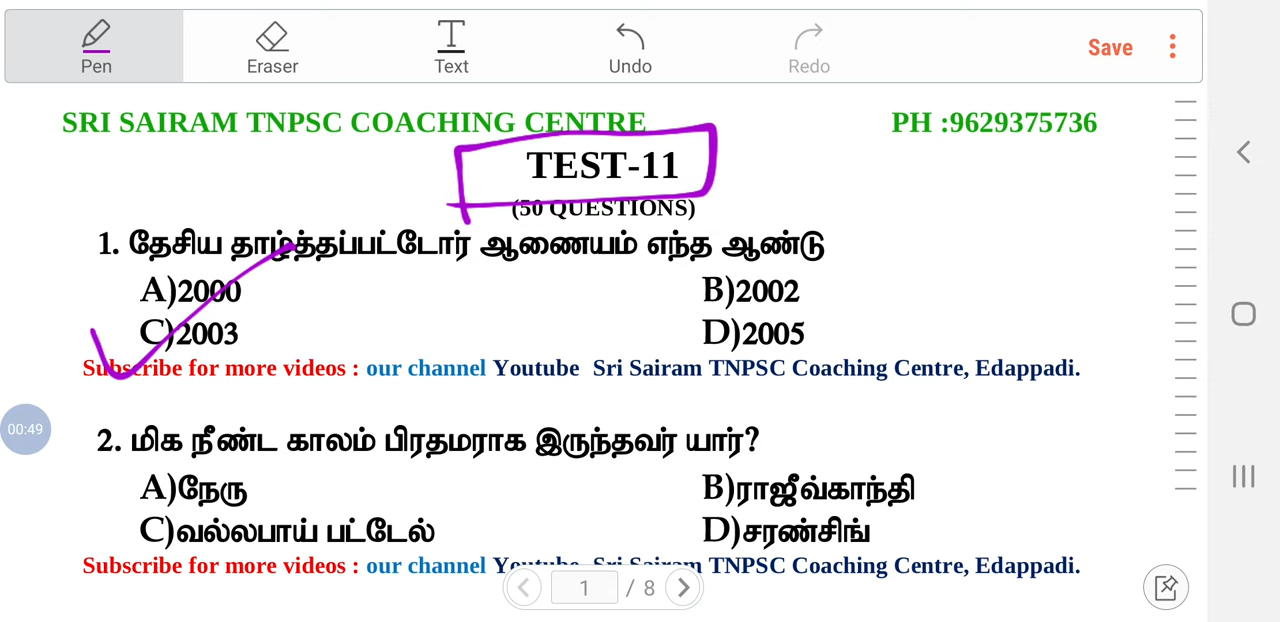 Pen Eraser Text Undo Redo Save
SRI SAIRAM TNPSC COACHING CENTRE PH :9629375736
TEST-11
(50 QUESTIONS)
1. தேசிய தாழ்த்தப்பட்டோர் ஆணையம் எந்த ஆண்டு
A)2000 B)2002
C)2003 D)2005
Subscribe for more videos : our channel Youtube Sri Sairam TNPSC Coaching Centre, Edappadi.
00:49
2. மிக நீண்ட காலம் பிரதமராக இருந்தவர் யார்?
A)நேரு B)ராஜீவ்காந்தி
C)வல்லபாய் பட்டேல் D)சரண்சிங்
Subscribe for more videos : our channel Youtube Sri Sairam TNPSC Coaching Centre, Edappadi.
1 / 8